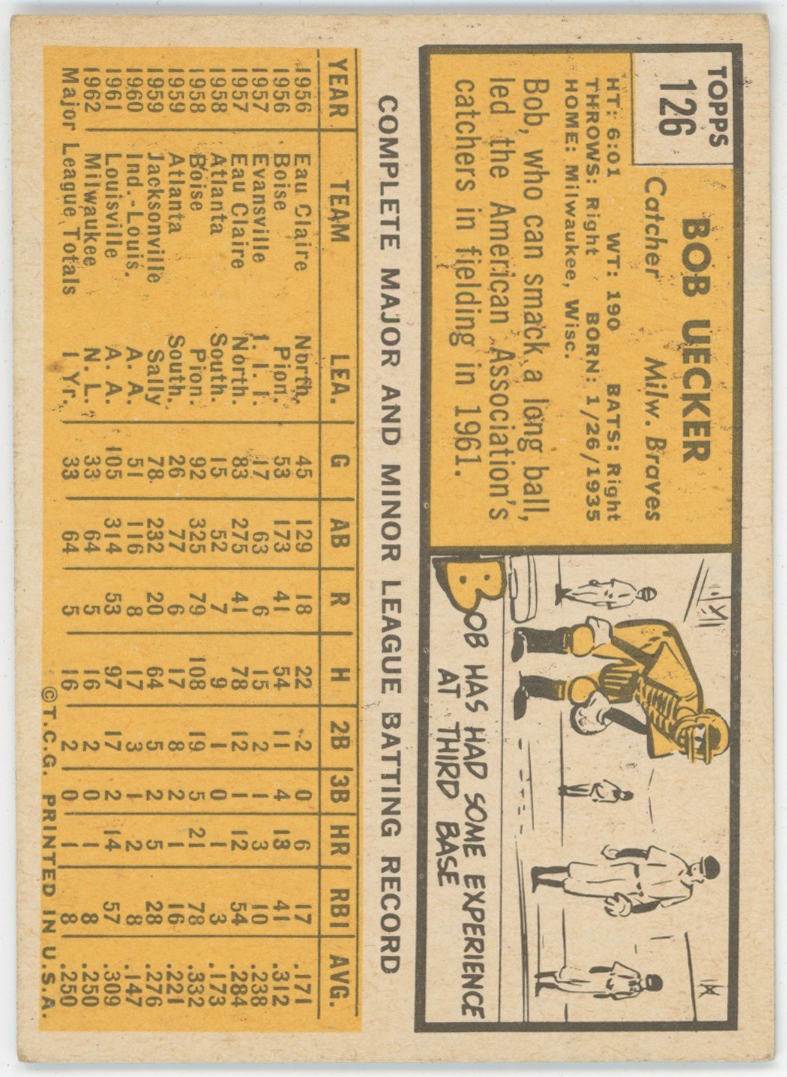 TOPPS
126
BOB UECKER
Catcher Milw. Braves
HT: 6:01 WT: 190 BATS: Right
THROWS: Right BORN: 1/26/1935
HOME: Milwaukee, Wisc.
Bob, who can smack a long ball,
led the American Association's
catchers in fielding in 1961.
BOB HAS HAD SOME EXPERIENCE
AT THIRD BASE
COMPLETE MAJOR AND MINOR LEAGUE BATTING RECORD
YEAR TEAM LEA. G AB R H 2B 3B HR RBI AVG.
1956 Eau Claire North. 45 129 18 22 2 0 6 17 .171
1956 Boise Pion. 53 173 41 54 11 4 13 41 .312
1957 Evansville I. I. I. 17 63 6 15 2 1 3 10 .238
1957 Eau Claire North. 83 275 41 78 12 1 12 54 .284
1958 Atlanta South. 15 52 7 9 1 0 1 3 .173
1958 Boise Pion. 92 325 79 108 19 5 21 78 .332
1959 Atlanta South. 26 77 6 17 8 2 1 16 .221
1959 Jacksonville Sally 78 232 20 64 5 2 5 28 .276
1960 Ind.-Louis. A. A. 51 116 8 17 3 1 2 8 .147
1961 Louisville A. A. 105 314 53 97 17 2 14 57 .309
1962 Milwaukee N. L. 33 64 5 16 2 0 1 8 .250
Major League Totals 1 Yr. 33 64 5 16 2 0 1 8 .250
©T.C.G. PRINTED IN U.S.A.